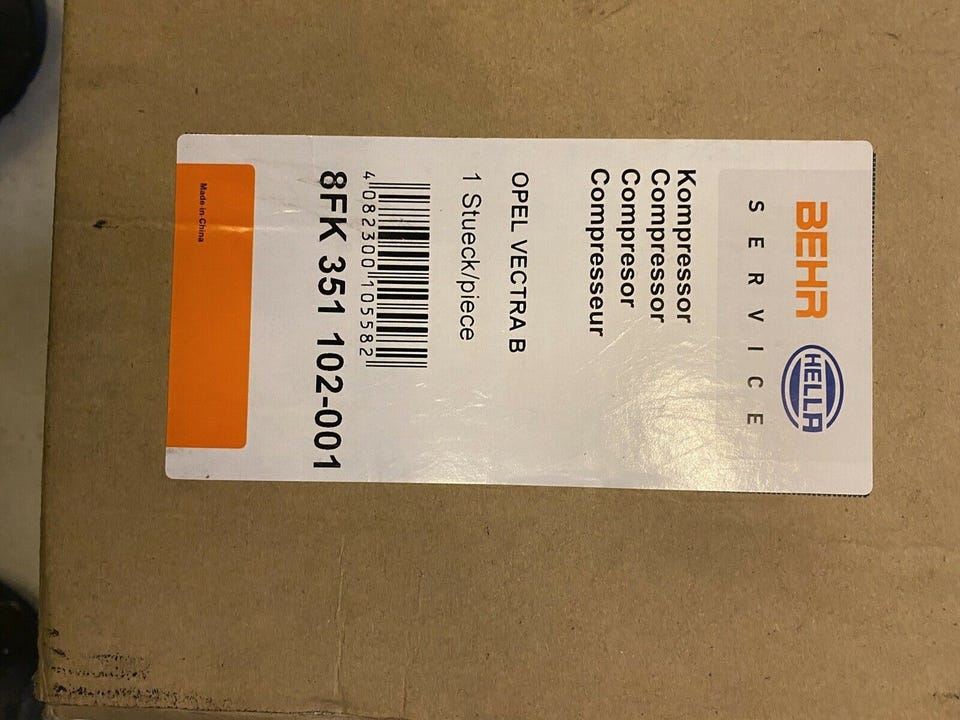 BEHR HELLA
SERVICE
Kompressor
Compressor
Compresor
Compresseur
OPEL VECTRA B
1 Stueck/piece
4 082300 105582
8FK 351 102-001
Made in China